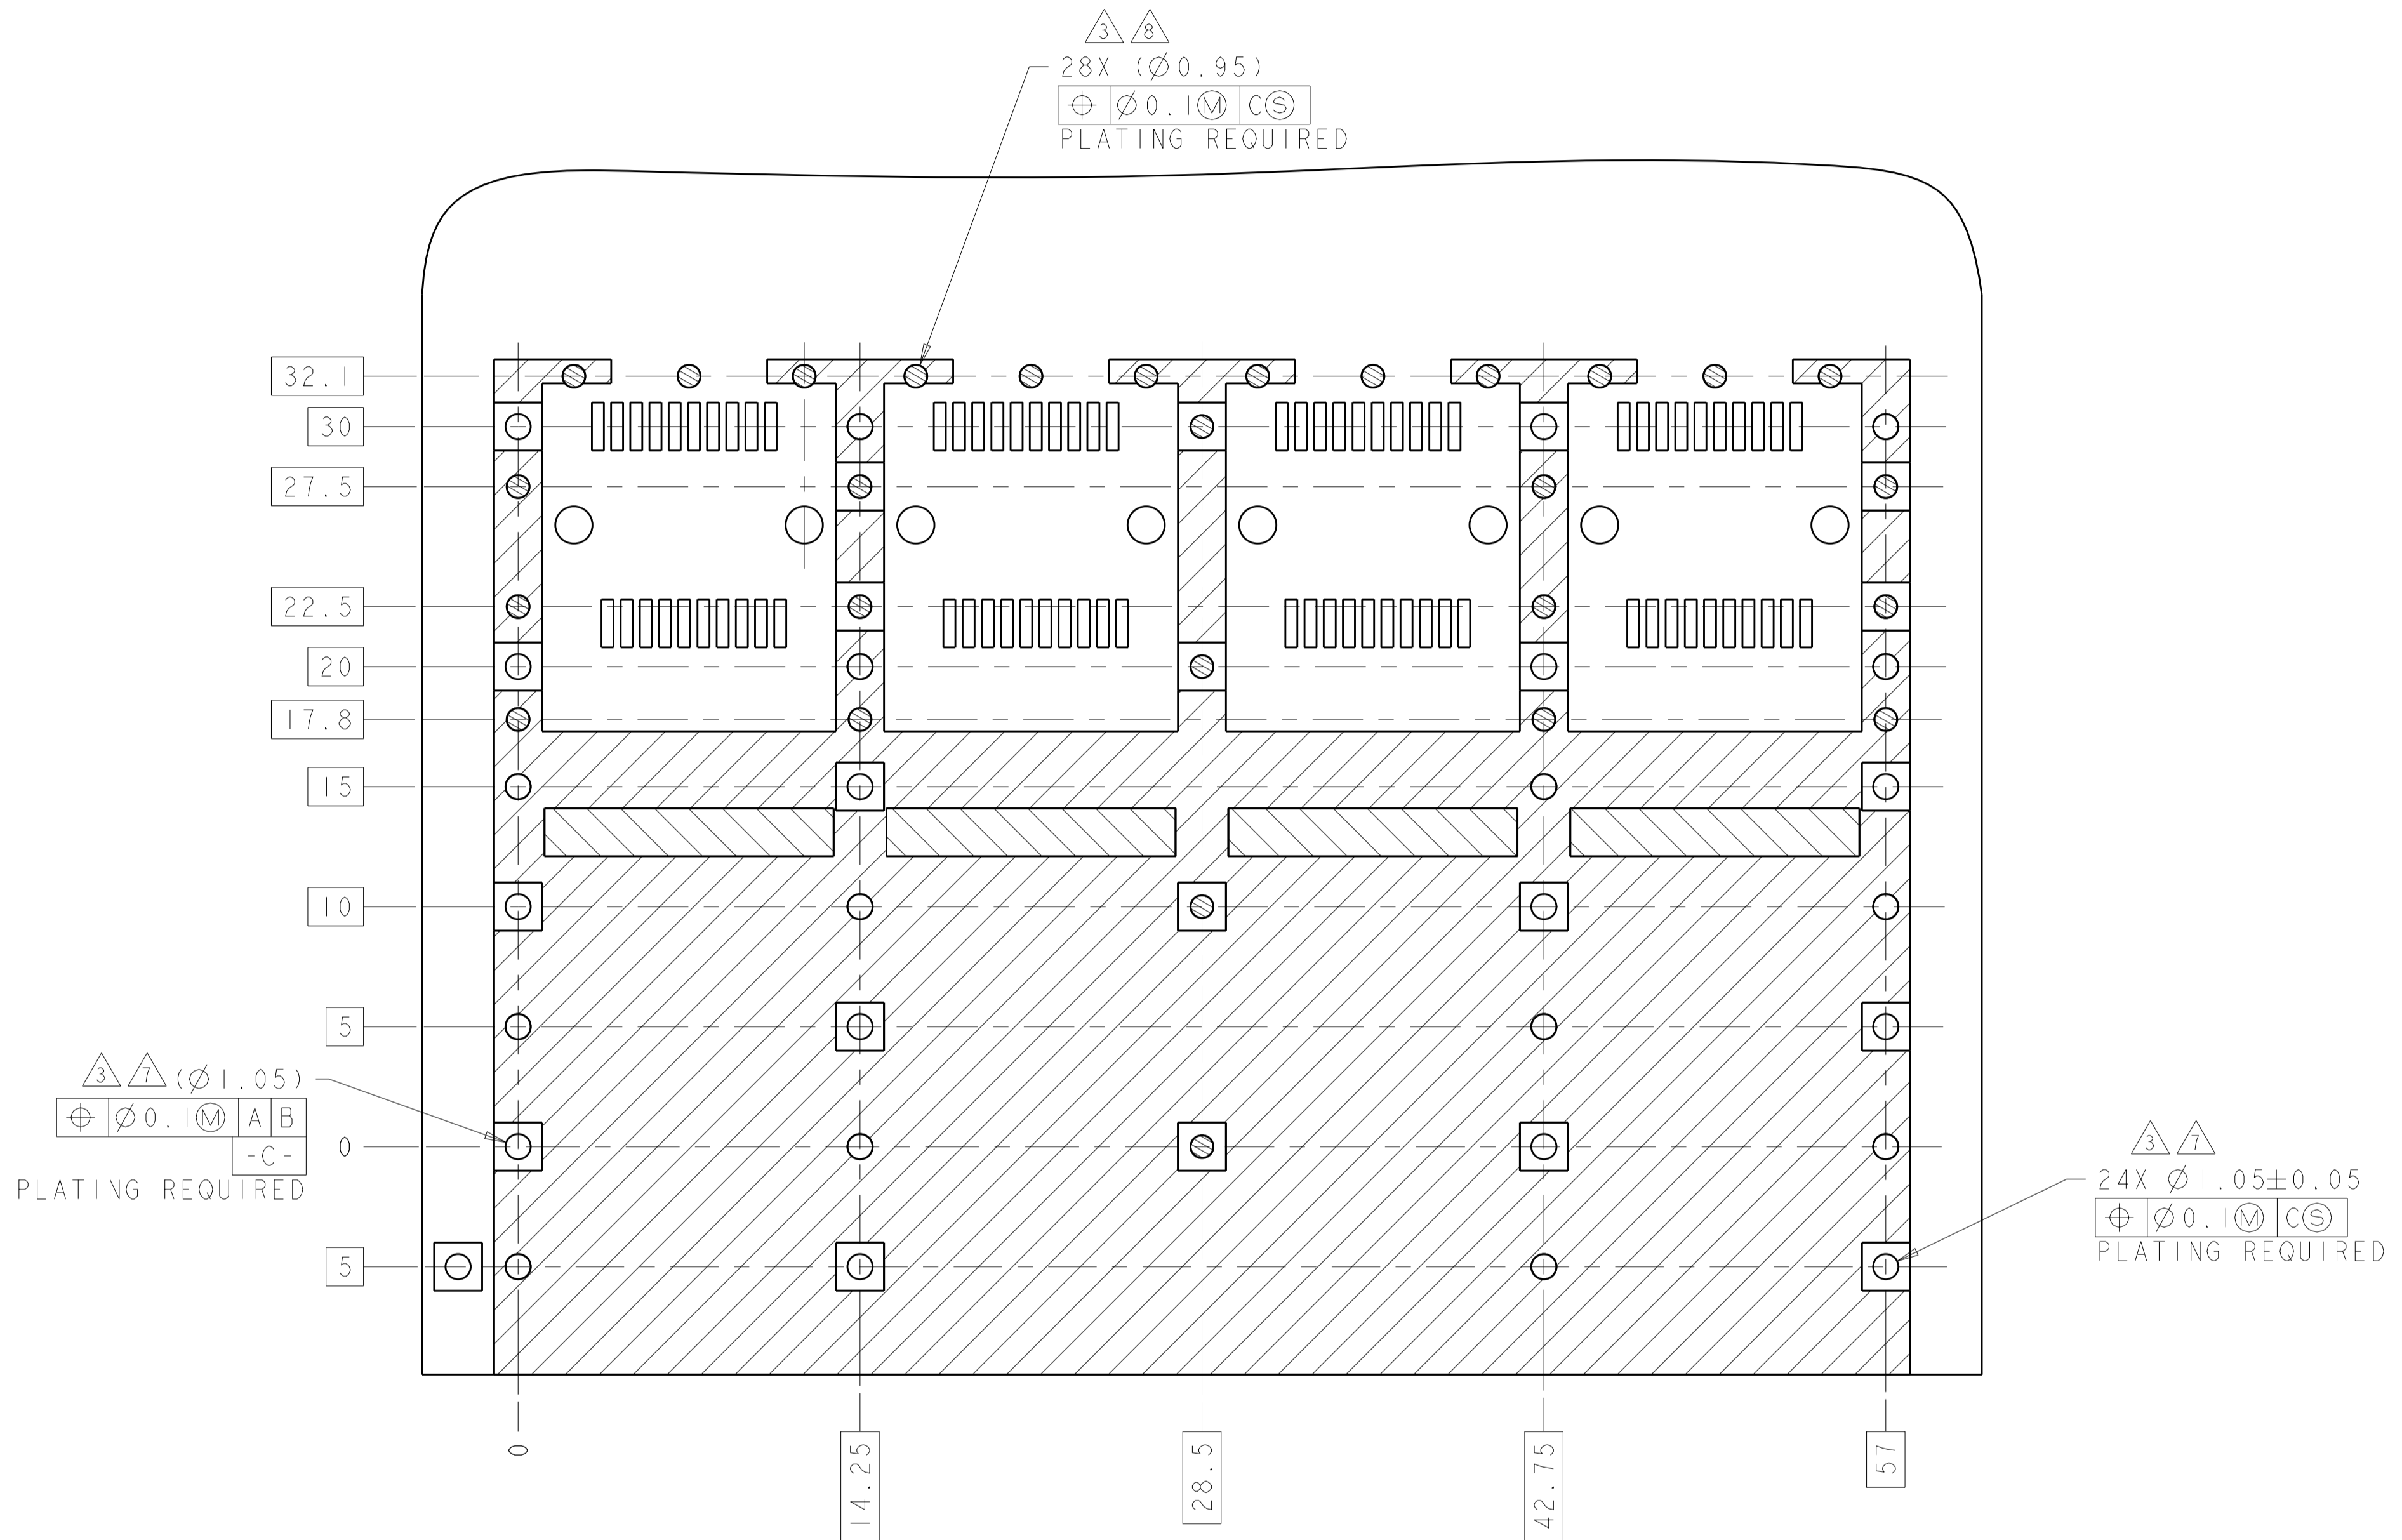 3 8
28X (Ø0.95)
⌖ Ø0.1Ⓜ CⓈ
PLATING REQUIRED
32.1
30
27.5
22.5
20
17.8
15
10
5
3 7 (Ø1.05)
⌖ Ø0.1Ⓜ A B
-C-
PLATING REQUIRED
0
5
3 7
24X Ø1.05±0.05
⌖ Ø0.1Ⓜ CⓈ
PLATING REQUIRED
0
14.25
28.5
42.75
57